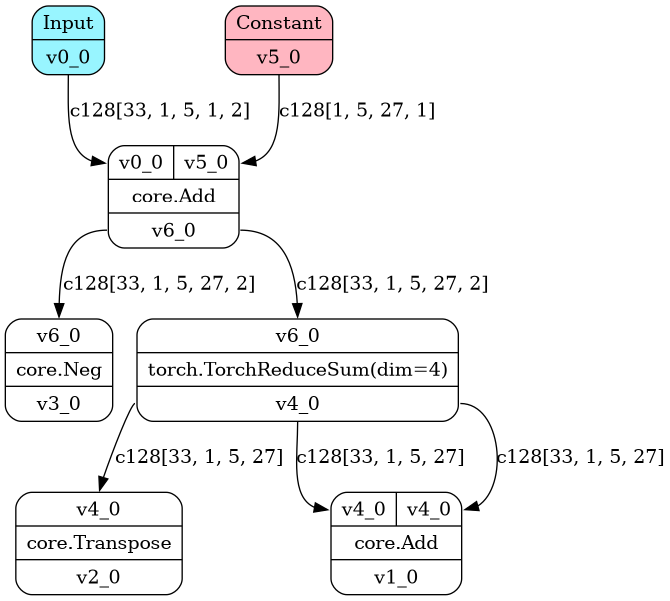 Input
v0_0
Constant
v5_0
c128[33, 1, 5, 1, 2]
c128[1, 5, 27, 1]
v0_0 v5_0
core.Add
v6_0
c128[33, 1, 5, 27, 2]
c128[33, 1, 5, 27, 2]
v6_0
core.Neg
v3_0
v6_0
torch.TorchReduceSum(dim=4)
v4_0
c128[33, 1, 5, 27]
c128[33, 1, 5, 27]
c128[33, 1, 5, 27]
v4_0
core.Transpose
v2_0
v4_0 v4_0
core.Add
v1_0